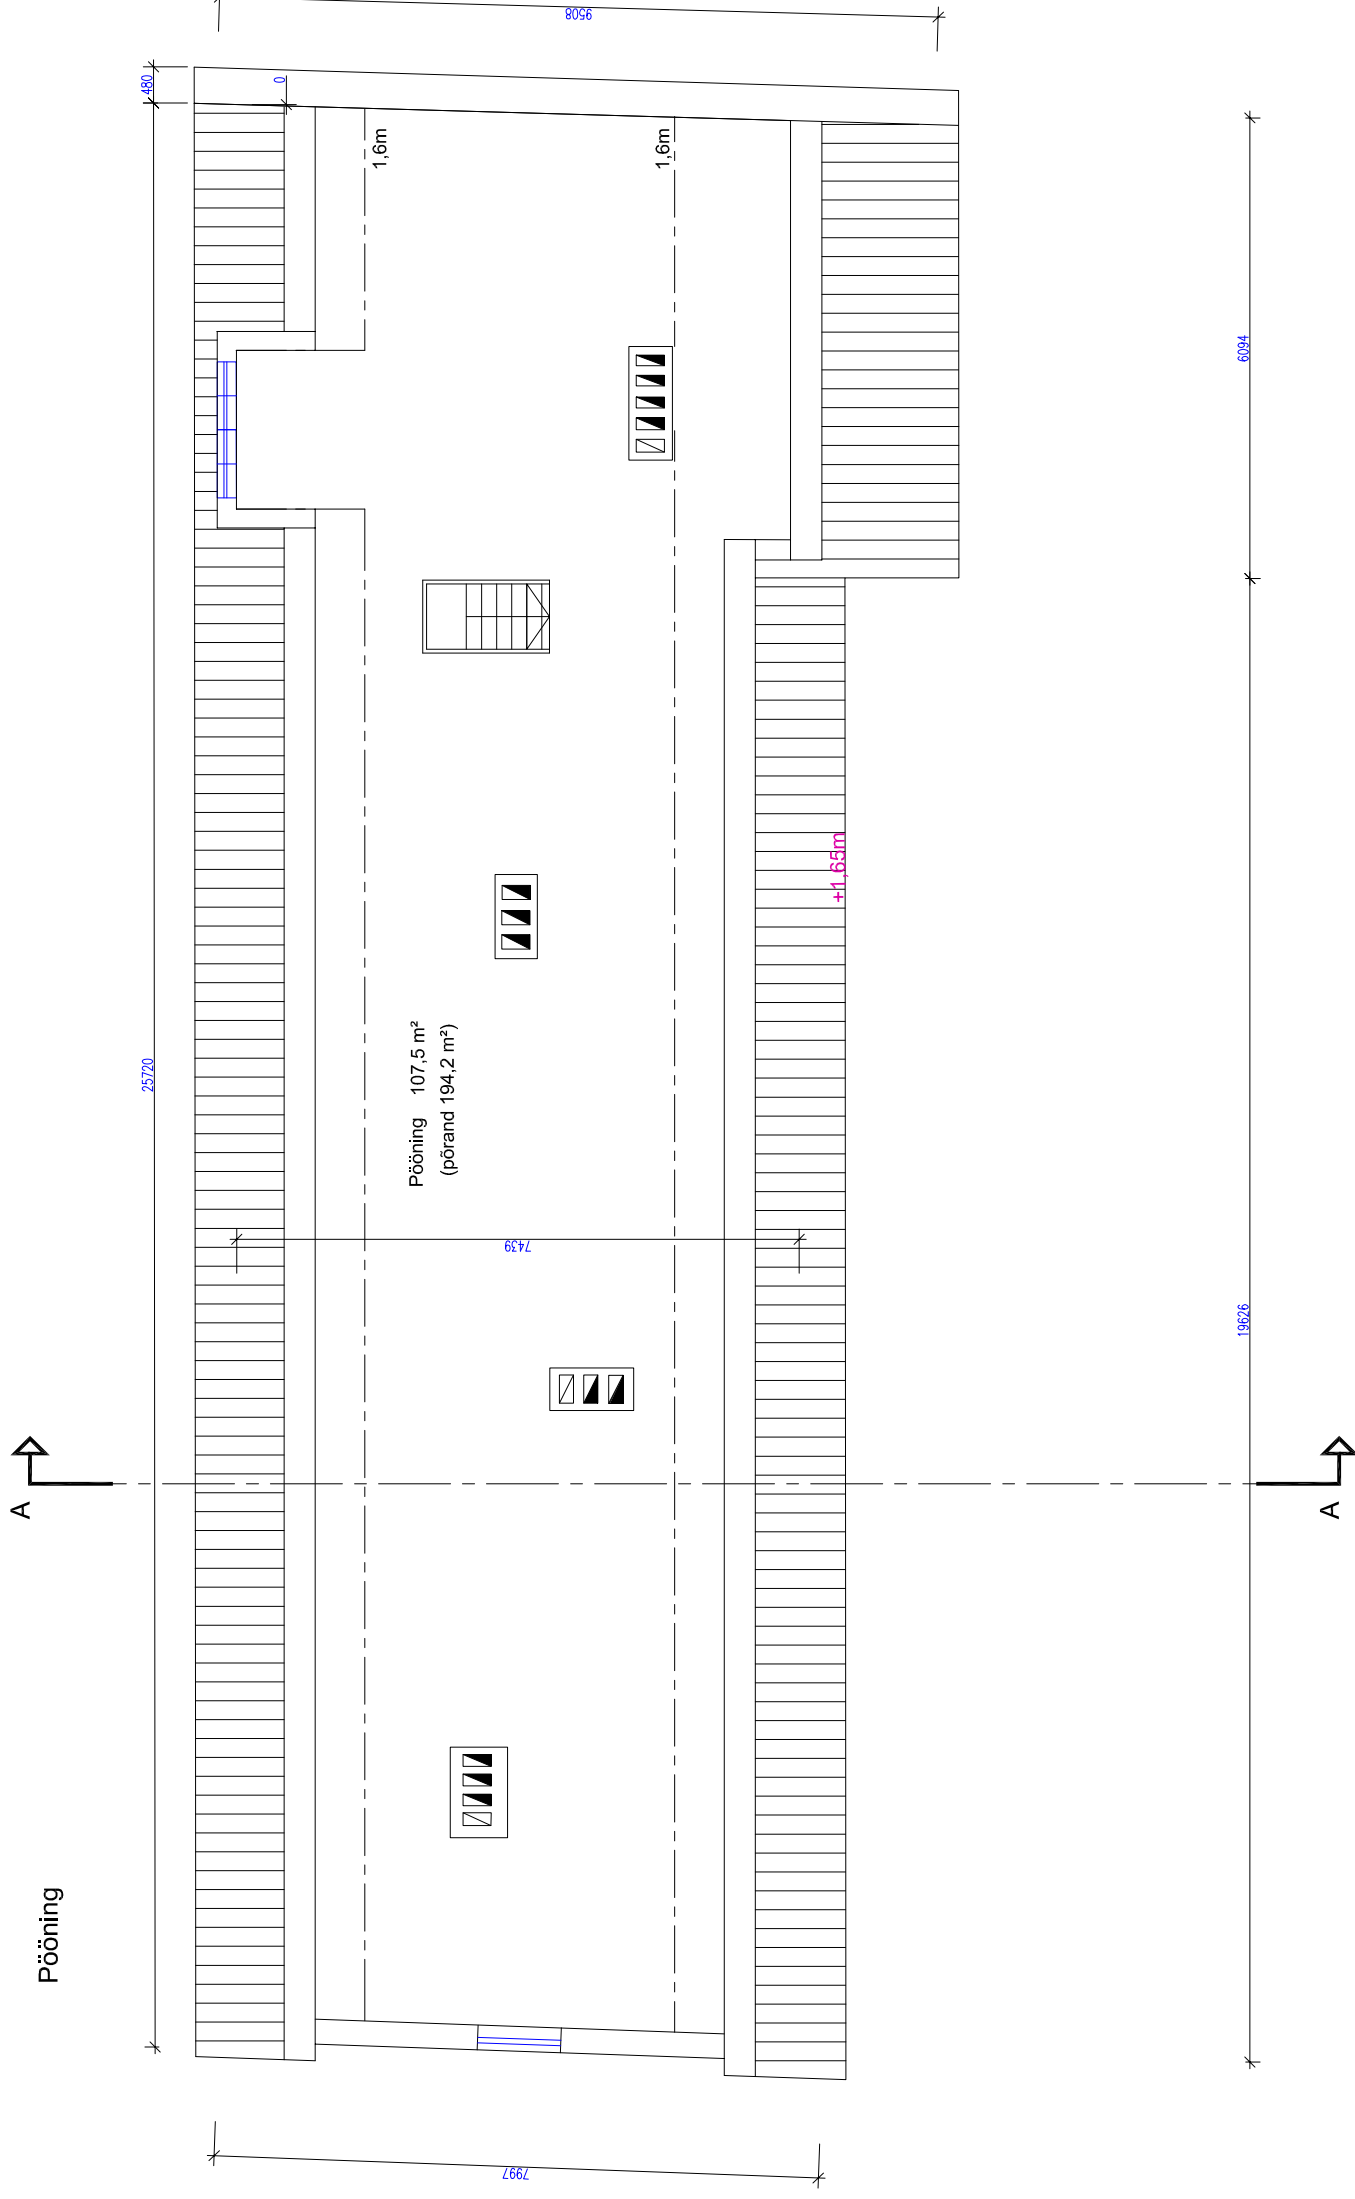 Pööning
A
A
25720
480
0
9508
1,6m
1,6m
Pööning 107,5 m²
(põrand 194,2 m²)
7439
+1,65m
6094
19626
7997